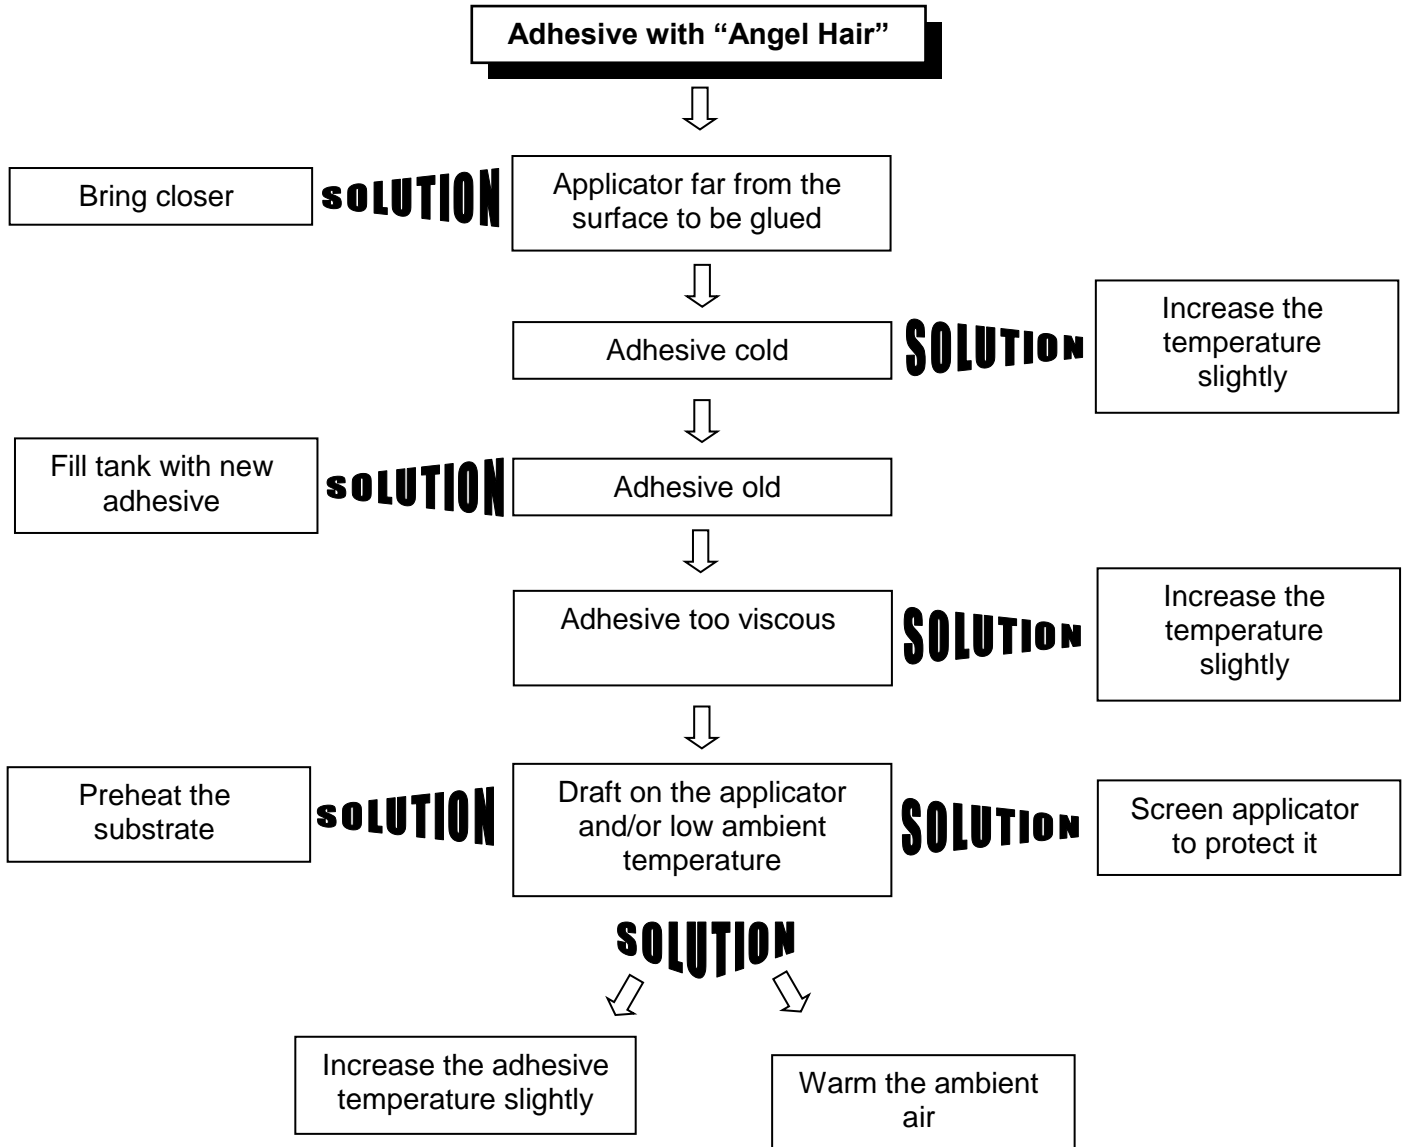 Adhesive with “Angel Hair”
Bring closer
SOLUTION
Applicator far from the
surface to be glued
Adhesive cold
SOLUTION
Increase the
temperature
slightly
Fill tank with new
adhesive
SOLUTION
Adhesive old
Adhesive too viscous
SOLUTION
Increase the
temperature
slightly
Preheat the
substrate
SOLUTION
Draft on the applicator
and/or low ambient
temperature
SOLUTION
Screen applicator
to protect it
SOLUTION
Increase the adhesive
temperature slightly
Warm the ambient
air